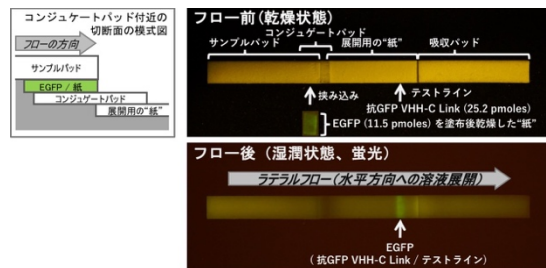 コンジュゲートパッド付近の
切断面の模式図
フローの方向
サンプルパッド
EGFP / 紙
コンジュゲートパッド
展開用の“紙”
フロー前(乾燥状態)
コンジュゲートパッド
サンプルパッド
展開用の“紙”
吸収パッド
挟み込み
テストライン
抗GFP VHH-C Link (25.2 pmoles)
EGFP (11.5 pmoles) を塗布後乾燥した“紙”
フロー後（湿潤状態、蛍光）
ラテラルフロー(水平方向への溶液展開)
EGFP
( 抗GFP VHH-C Link / テストライン）